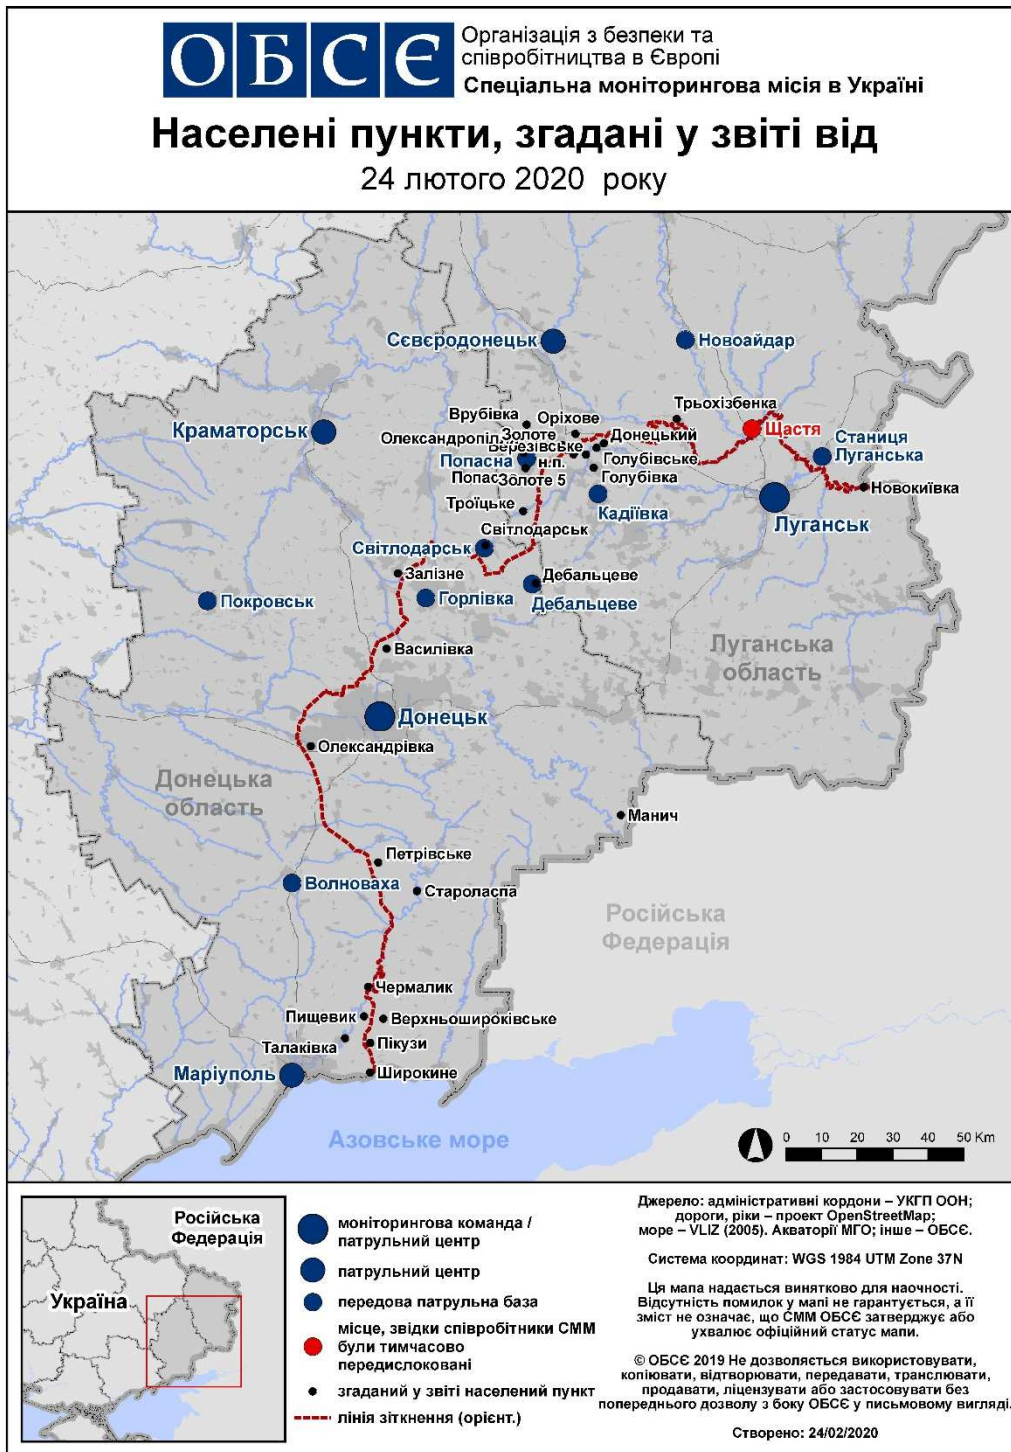 ОБСЄ
Організація з безпеки та
співробітництва в Європі
Спеціальна моніторингова місія в Україні
Населені пункти, згадані у звіті від
24 лютого 2020 року
Сєвєродонецьк
Новоайдар
Трьохізбенка
Врубівка
Оріхове
Краматорськ
Золоте
Донецький
Щастя
Станиця
Луганська
Березівське
Попасна
н.п.
Голубівське
Золоте 5
Голубівка
Новокиївка
Троїцьке
Кадіївка
Луганськ
Світлодарськ
Світлодарськ
Залізне
Дебальцеве
Дебальцеве
Покровськ
Горлівка
Василівка
Луганська
область
Донецьк
Олександрівка
Донецька
область
Манич
Петрівське
Волноваха
Староласпа
Російська
Федерація
Чермалик
Пищевик
Верхньошироківське
Талаківка
Пікузи
Маріуполь
Широкине
Азовське море
0 10 20 30 40 50 Km
Російська
Федерація
Україна
моніторингова команда /
патрульний центр
патрульний центр
передова патрульна база
місце, звідки співробітники СММ
були тимчасово
передислоковані
згаданий у звіті населений пункт
лінія зіткнення (орієнт.)
Джерело: адміністративні кордони – УКГП ООН;
дороги, ріки – проект OpenStreetMap;
море – VLIZ (2005). Акваторії МГО; інше – ОБСЄ.
Система координат: WGS 1984 UTM Zone 37N
Ця мапа надається винятково для наочності.
Відсутність помилок у мапі не гарантується, а її
зміст не означає, що СММ ОБСЄ затверджує або
ухвалює офіційний статус мапи.
© ОБСЄ 2019 Не дозволяється використовувати,
копіювати, відтворювати, передавати, транслювати,
продавати, ліцензувати або застосовувати без
попереднього дозволу з боку ОБСЄ у письмовому вигляді.
Створено: 24/02/2020